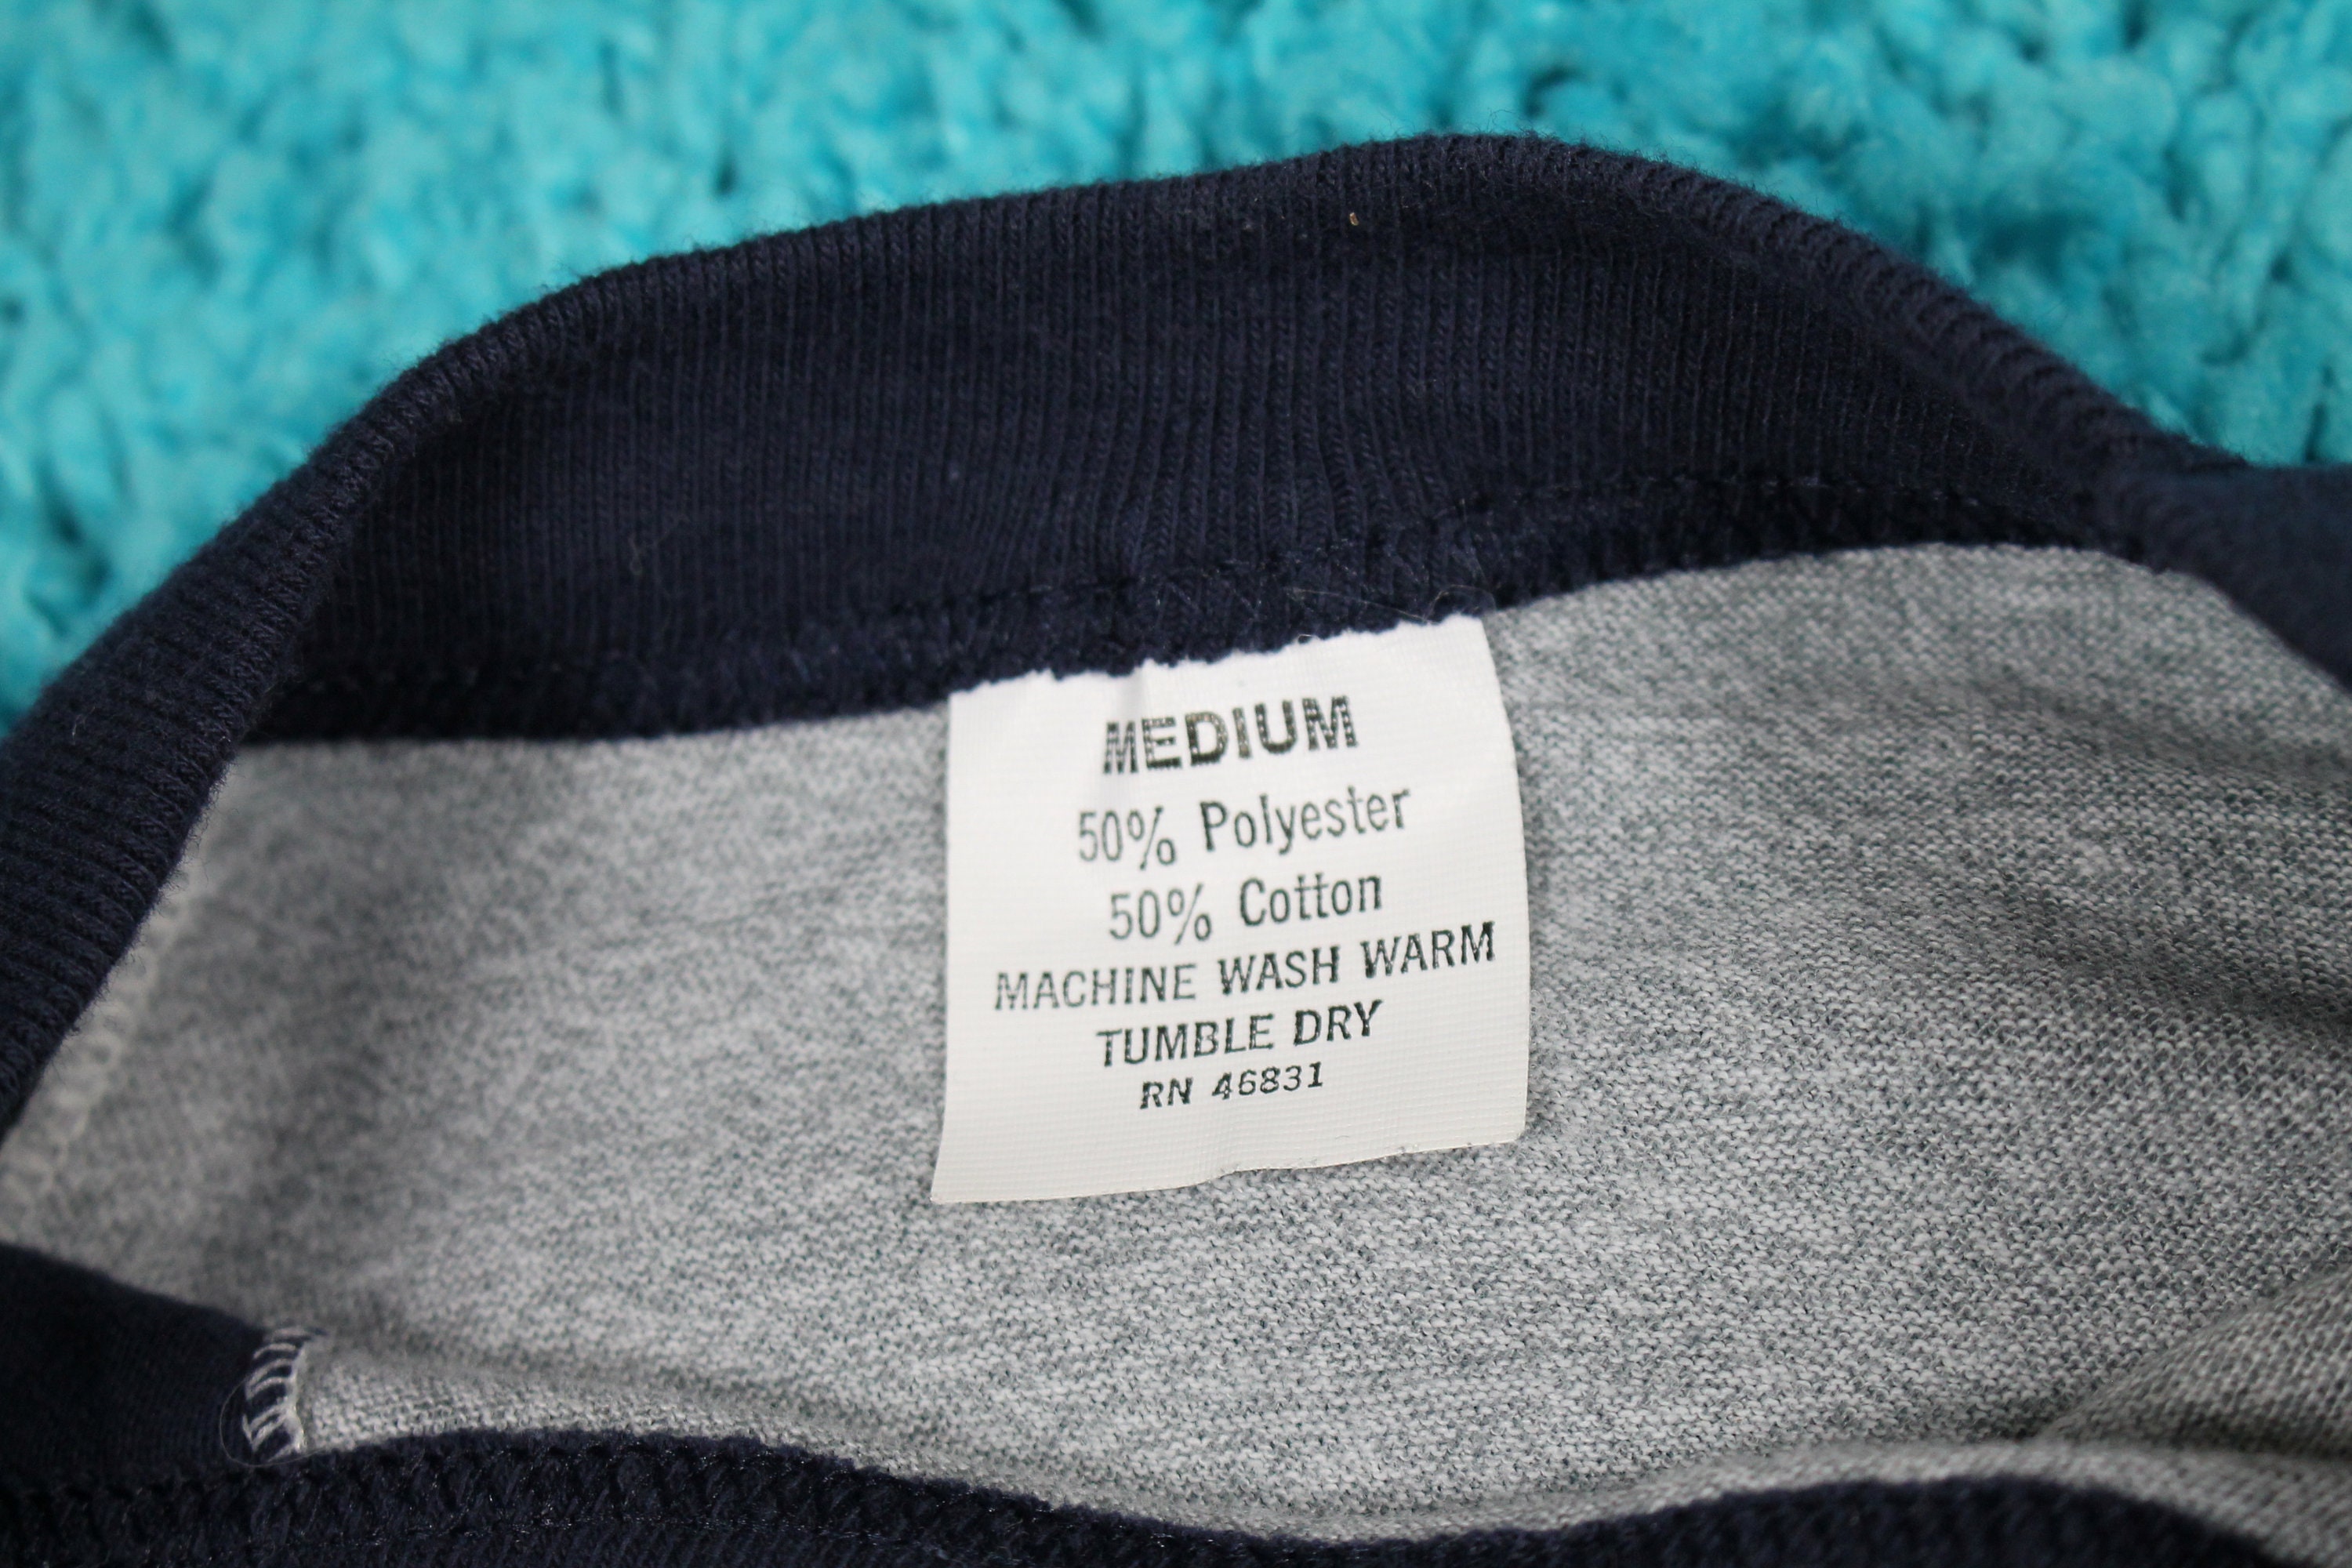 MEDIUM
50% Polyester
50% Cotton
MACHINE WASH WARM
TUMBLE DRY
RN 46831